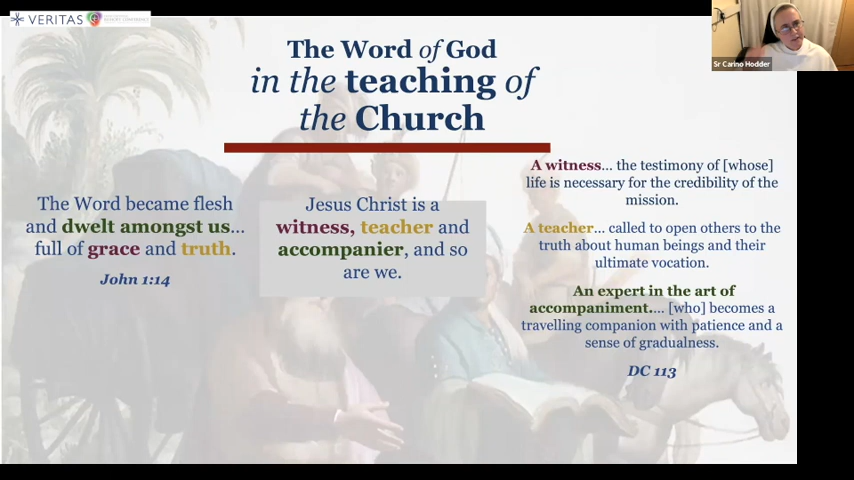 VERITAS
Sr Carino Hodder
The Word of God
in the teaching of
the Church
The Word became flesh
and dwelt amongst us...
full of grace and truth.
John 1:14
Jesus Christ is a
witness, teacher and
accompanier, and so
are we.
A witness... the testimony of [whose]
life is necessary for the credibility of the
mission.
A teacher... called to open others to the
truth about human beings and their
ultimate vocation.
An expert in the art of
accompaniment.... [who] becomes a
travelling companion with patience and a
sense of gradualness.
DC 113